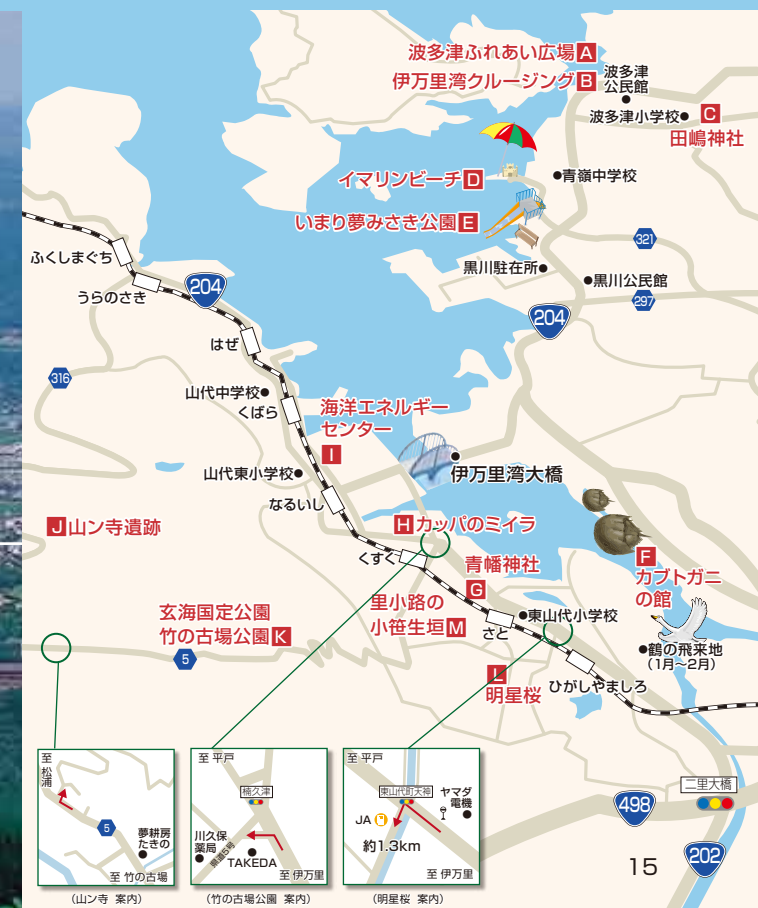 波多津ふれあい広場A
伊万里湾クルージングB
波多津
公民館
波多津小学校
C
田嶋神社
イマリンビーチD
青嶺中学校
いまり夢みさき公園E
321
黒川駐在所
黒川公民館
297
204
ふくしまぐち
うらのさき
204
はぜ
316
山代中学校
くばら
海洋エネルギー
センター
I
伊万里湾大橋
山代東小学校
なるいし
J山ン寺遺跡
Hカッパのミイラ
くすく
青幡神社
G
F
カブトガニ
の館
玄海国定公園
竹の古場公園K
里小路の
小笹生垣M
さと
東山代小学校
5
鶴の飛来地
(1月〜2月)
L
明星桜
ひがしやましろ
至
松浦
5
夢耕房
たきの
至 竹の古場
(山ン寺 案内)
至 平戸
楠久津
川久保
薬局
県道5号
TAKEDA
至 伊万里
(竹の古場公園 案内)
至 平戸
東山代町大神
ヤマダ
電機
JA
約1.3km
至 伊万里
(明星桜 案内)
二里大橋
498
202
15